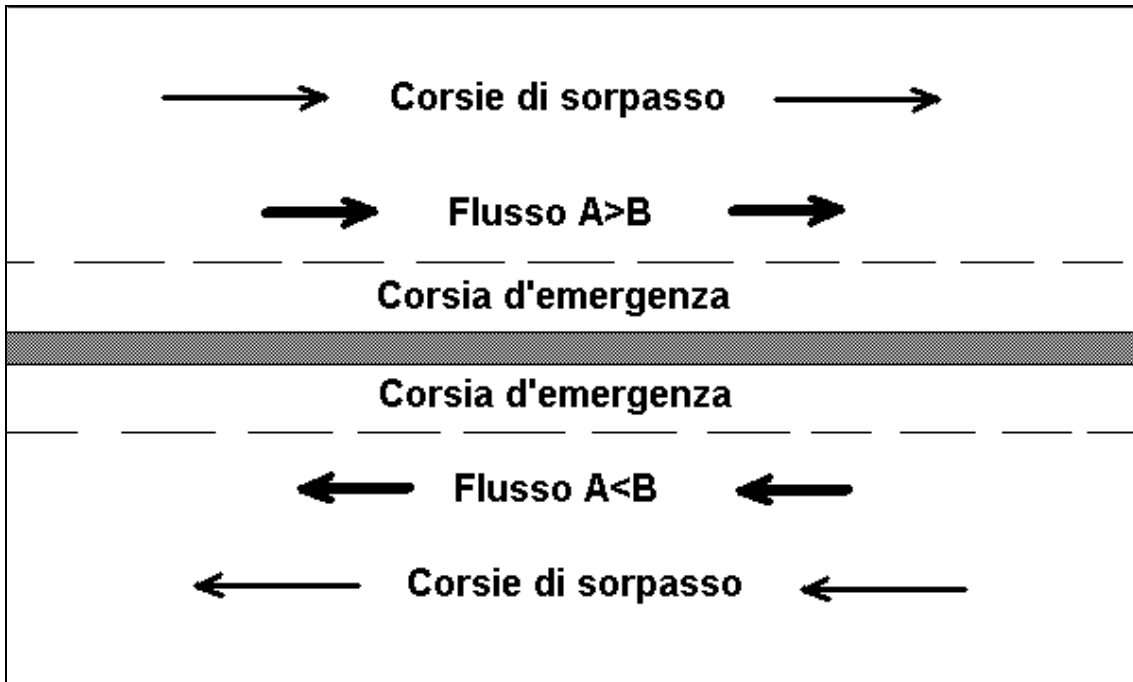 Corsie di sorpasso
Flusso A>B
Corsia d'emergenza
Corsia d'emergenza
Flusso A<B
Corsie di sorpasso